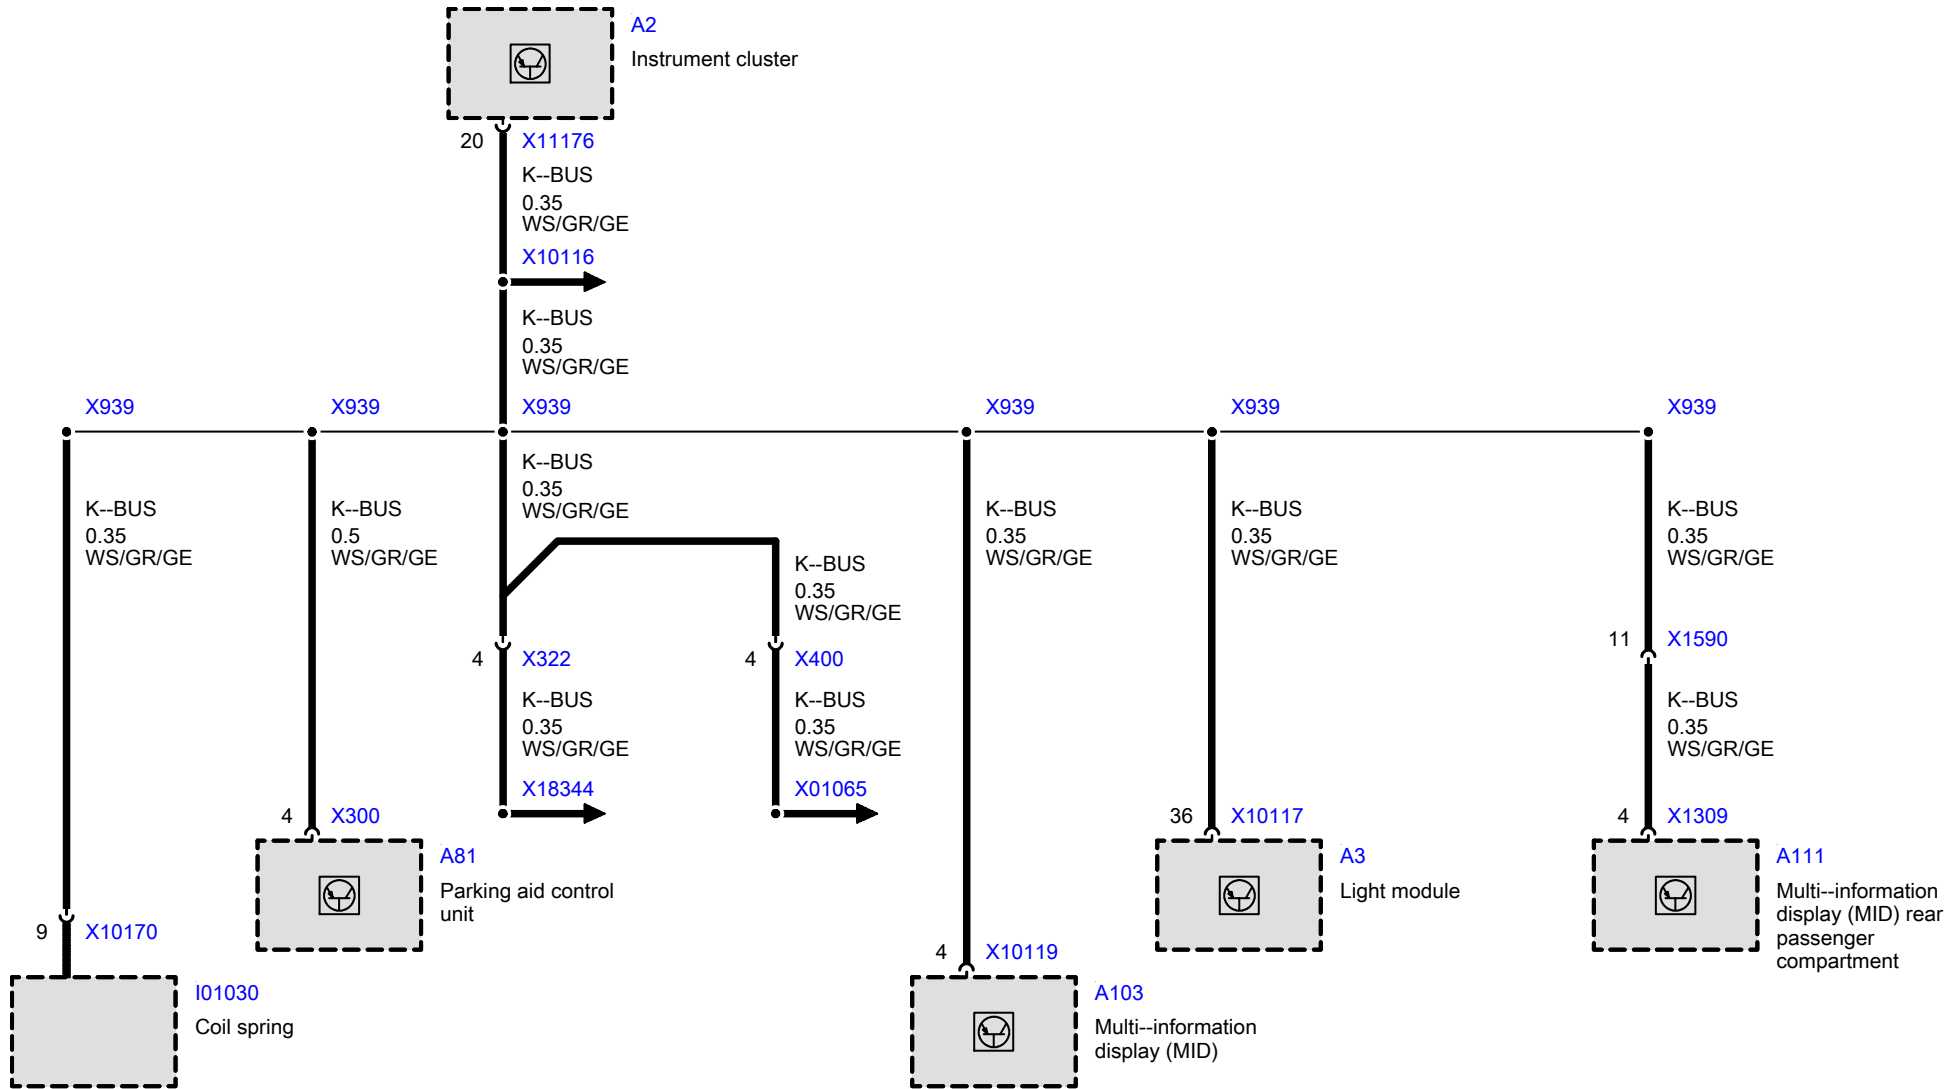 A2
Instrument cluster
20
X11176
K--BUS
0.35
WS/GR/GE
X10116
K--BUS
0.35
WS/GR/GE
X939
X939
X939
X939
X939
X939
K--BUS
0.35
WS/GR/GE
K--BUS
0.35
WS/GR/GE
K--BUS
0.5
WS/GR/GE
K--BUS
0.35
WS/GR/GE
K--BUS
0.35
WS/GR/GE
K--BUS
0.35
WS/GR/GE
K--BUS
0.35
WS/GR/GE
4
X322
4
X400
11
X1590
K--BUS
0.35
WS/GR/GE
K--BUS
0.35
WS/GR/GE
K--BUS
0.35
WS/GR/GE
X18344
X01065
4
X300
36
X10117
4
X1309
A81
Parking aid control
unit
A3
Light module
A111
Multi--information
display (MID) rear
passenger
compartment
9
X10170
4
X10119
I01030
Coil spring
A103
Multi--information
display (MID)